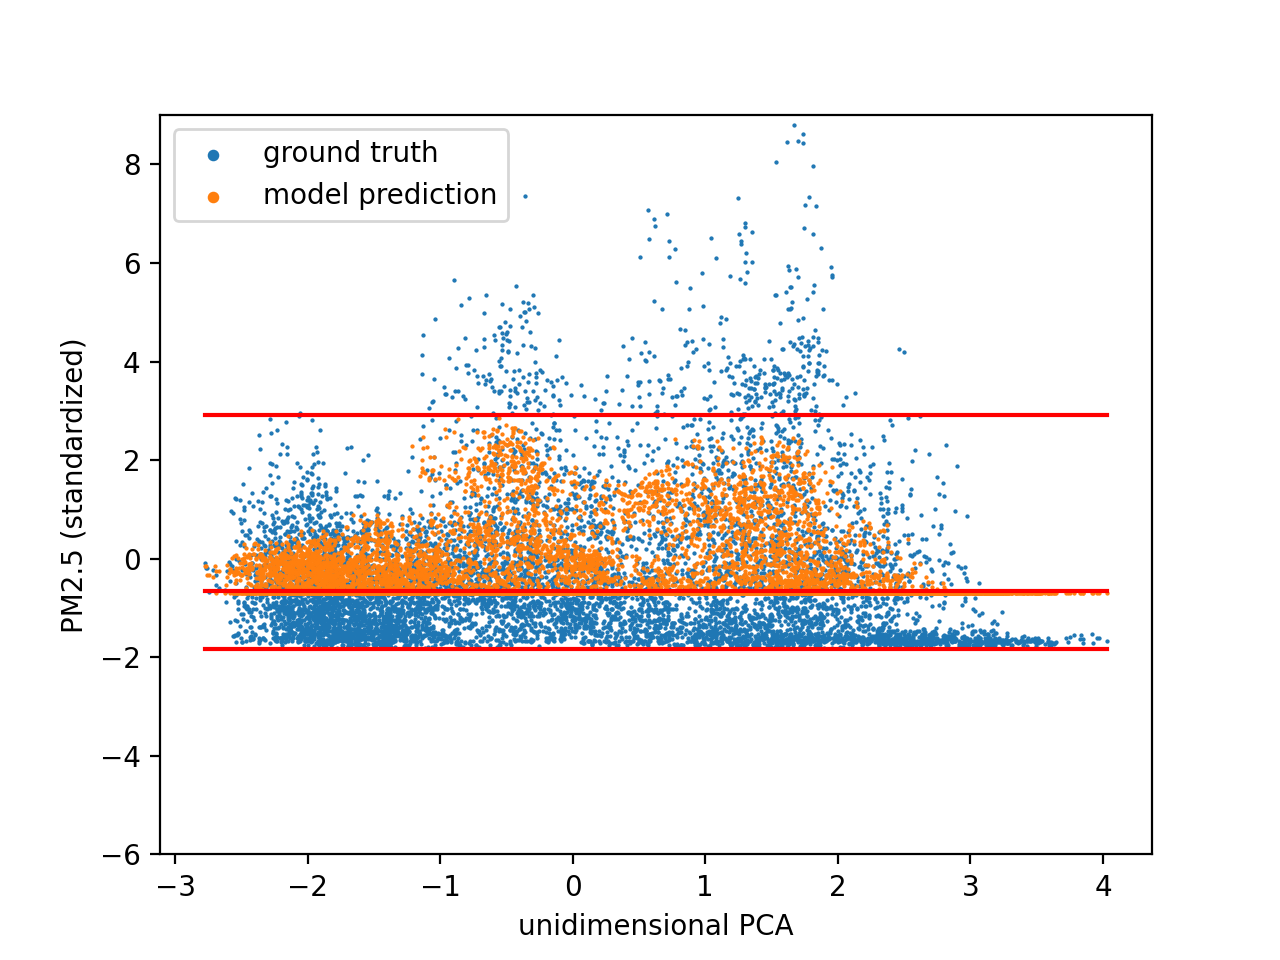 ground truth
model prediction
8
6
4
2
0
−2
−4
−6
PM2.5 (standardized)
−3 −2 −1 0 1 2 3 4
unidimensional PCA